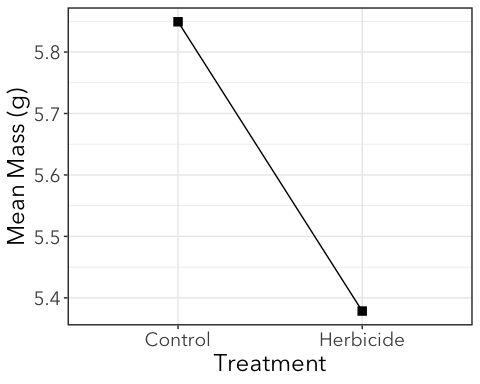 Mean Mass (g)
5.8
5.7
5.6
5.5
5.4
Control
Herbicide
Treatment